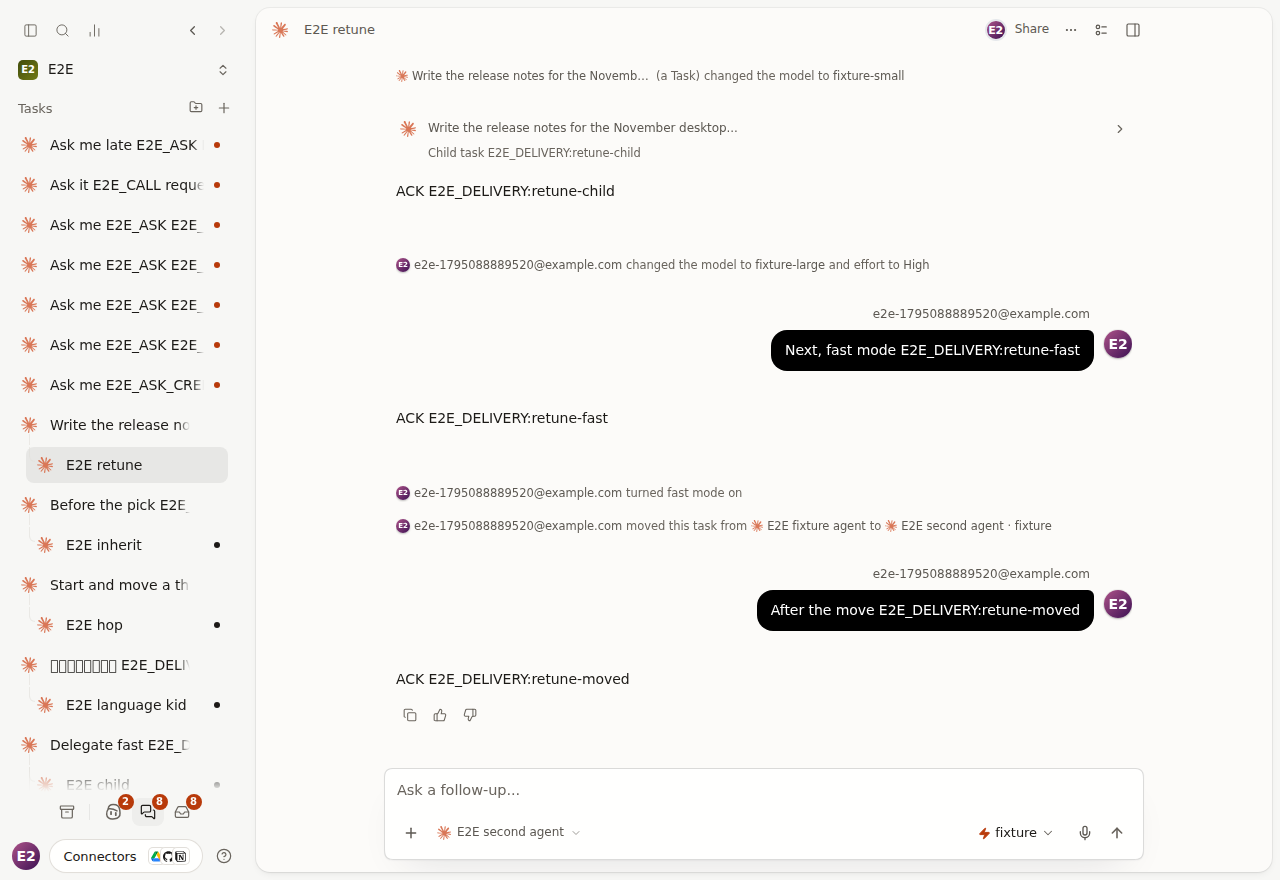 E2 E2E
Tasks
Ask me late E2E_ASK
Ask it E2E_CALL reque
Ask me E2E_ASK E2E_
Ask me E2E_ASK E2E_
Ask me E2E_ASK E2E_
Ask me E2E_ASK E2E_
Ask me E2E_ASK_CRE
Write the release no
E2E retune
Before the pick E2E_
E2E inherit
Start and move a th
E2E hop
E2E_DELIV
E2E language kid
Delegate fast E2E_D
E2E child
2 8 8
E2 Connectors
E2E retune
E2 Share
Write the release notes for the Novemb… (a Task) changed the model to fixture-small
Write the release notes for the November desktop…
Child task E2E_DELIVERY:retune-child
ACK E2E_DELIVERY:retune-child
E2 e2e-1795088889520@example.com changed the model to fixture-large and effort to High
e2e-1795088889520@example.com
Next, fast mode E2E_DELIVERY:retune-fast E2
ACK E2E_DELIVERY:retune-fast
E2 e2e-1795088889520@example.com turned fast mode on
E2 e2e-1795088889520@example.com moved this task from E2E fixture agent to E2E second agent · fixture
e2e-1795088889520@example.com
After the move E2E_DELIVERY:retune-moved E2
ACK E2E_DELIVERY:retune-moved
Ask a follow-up…
E2E second agent fixture